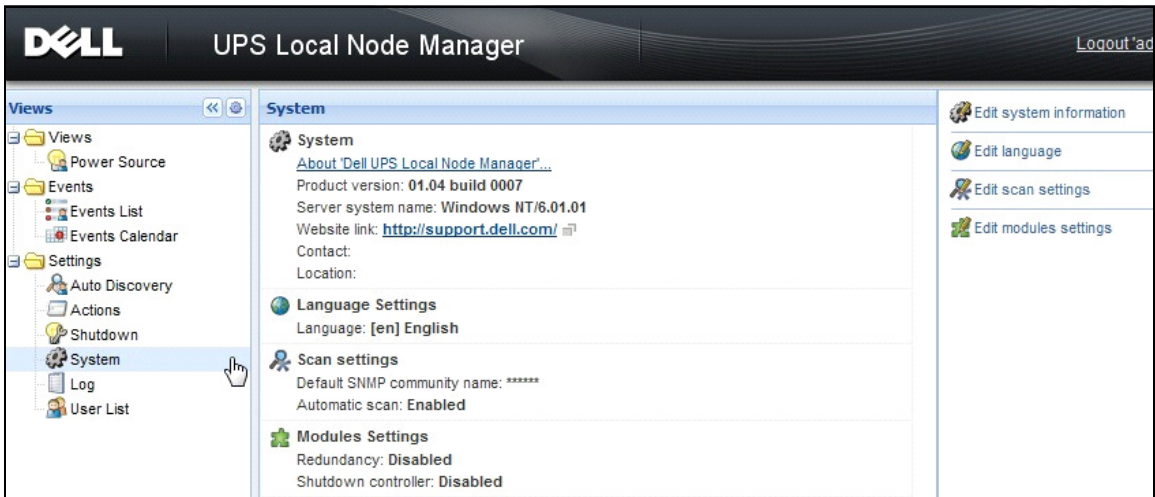 DELL
UPS Local Node Manager
Logout 'ad
Views
Views
Power Source
Events
Events List
Events Calendar
Settings
Auto Discovery
Actions
Shutdown
System
Log
User List
System
System
About 'Dell UPS Local Node Manager'...
Product version: 01.04 build 0007
Server system name: Windows NT/6.01.01
Website link: http://support.dell.com/
Contact:
Location:
Language Settings
Language: [en] English
Scan settings
Default SNMP community name: ******
Automatic scan: Enabled
Modules Settings
Redundancy: Disabled
Shutdown controller: Disabled
Edit system information
Edit language
Edit scan settings
Edit modules settings